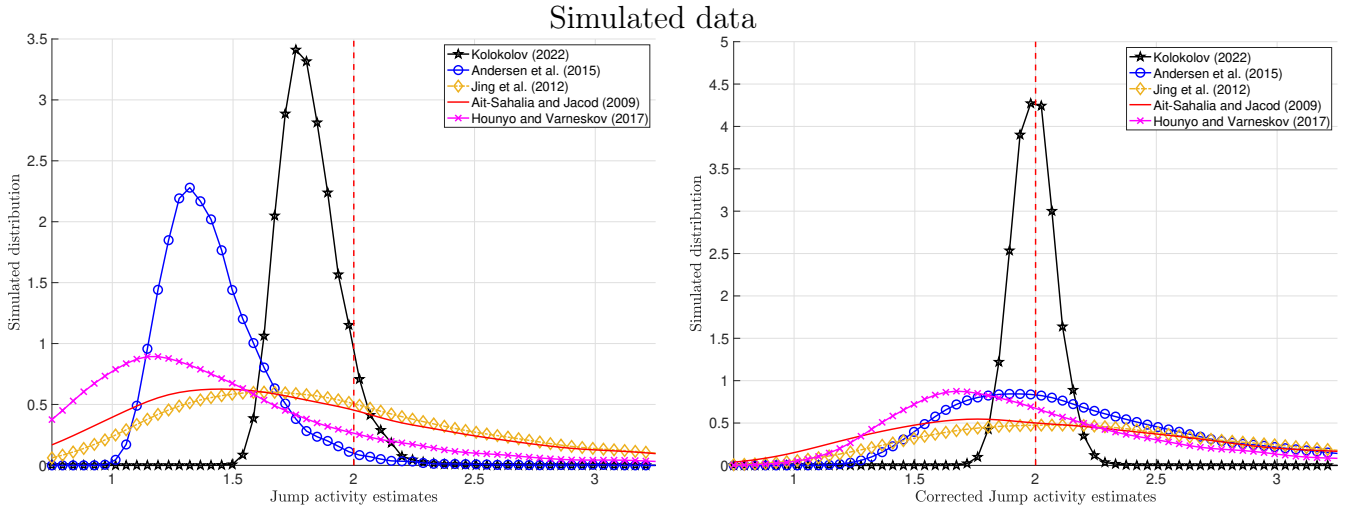 Simulated data
3.5
3
2.5
2
1.5
1
0.5
0
1
1.5
2
2.5
3
Simulated distribution
Jump activity estimates
Kolokolov (2022)
Andersen et al. (2015)
Jing et al. (2012)
Ait-Sahalia and Jacod (2009)
Hounyo and Varneskov (2017)
5
4.5
4
3.5
3
2.5
2
1.5
1
0.5
0
1
1.5
2
2.5
3
Simulated distribution
Corrected Jump activity estimates
Kolokolov (2022)
Andersen et al. (2015)
Jing et al. (2012)
Ait-Sahalia and Jacod (2009)
Hounyo and Varneskov (2017)